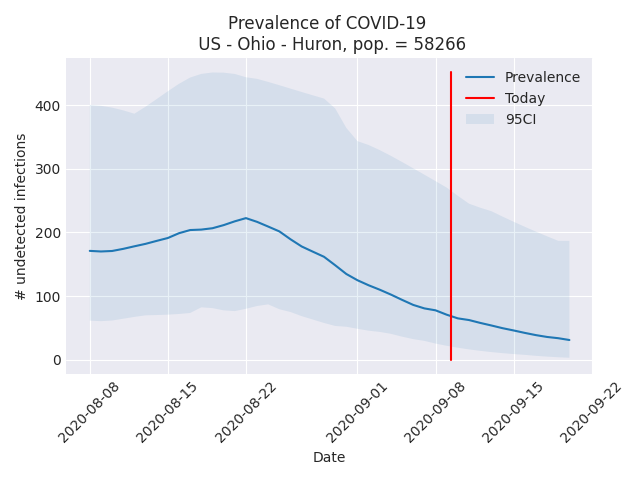 Prevalence of COVID-19
US - Ohio - Huron, pop. = 58266
Prevalence
Today
95CI
400
300
200
100
0
# undetected infections
2020-08-08
2020-08-15
2020-08-22
2020-09-01
2020-09-08
2020-09-15
2020-09-22
Date